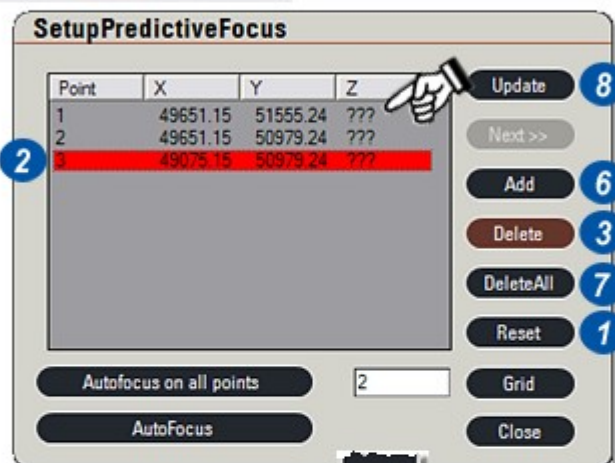 SetupPredictiveFocus
Point X Y Z
1 49651.15 51555.24 ???
2 49651.15 50979.24 ???
3 49075.15 50979.24 ???
2
Update 8
Next >>
Add 6
Delete 3
DeleteAll 7
Reset 1
Autofocus on all points 2 Grid
AutoFocus Close